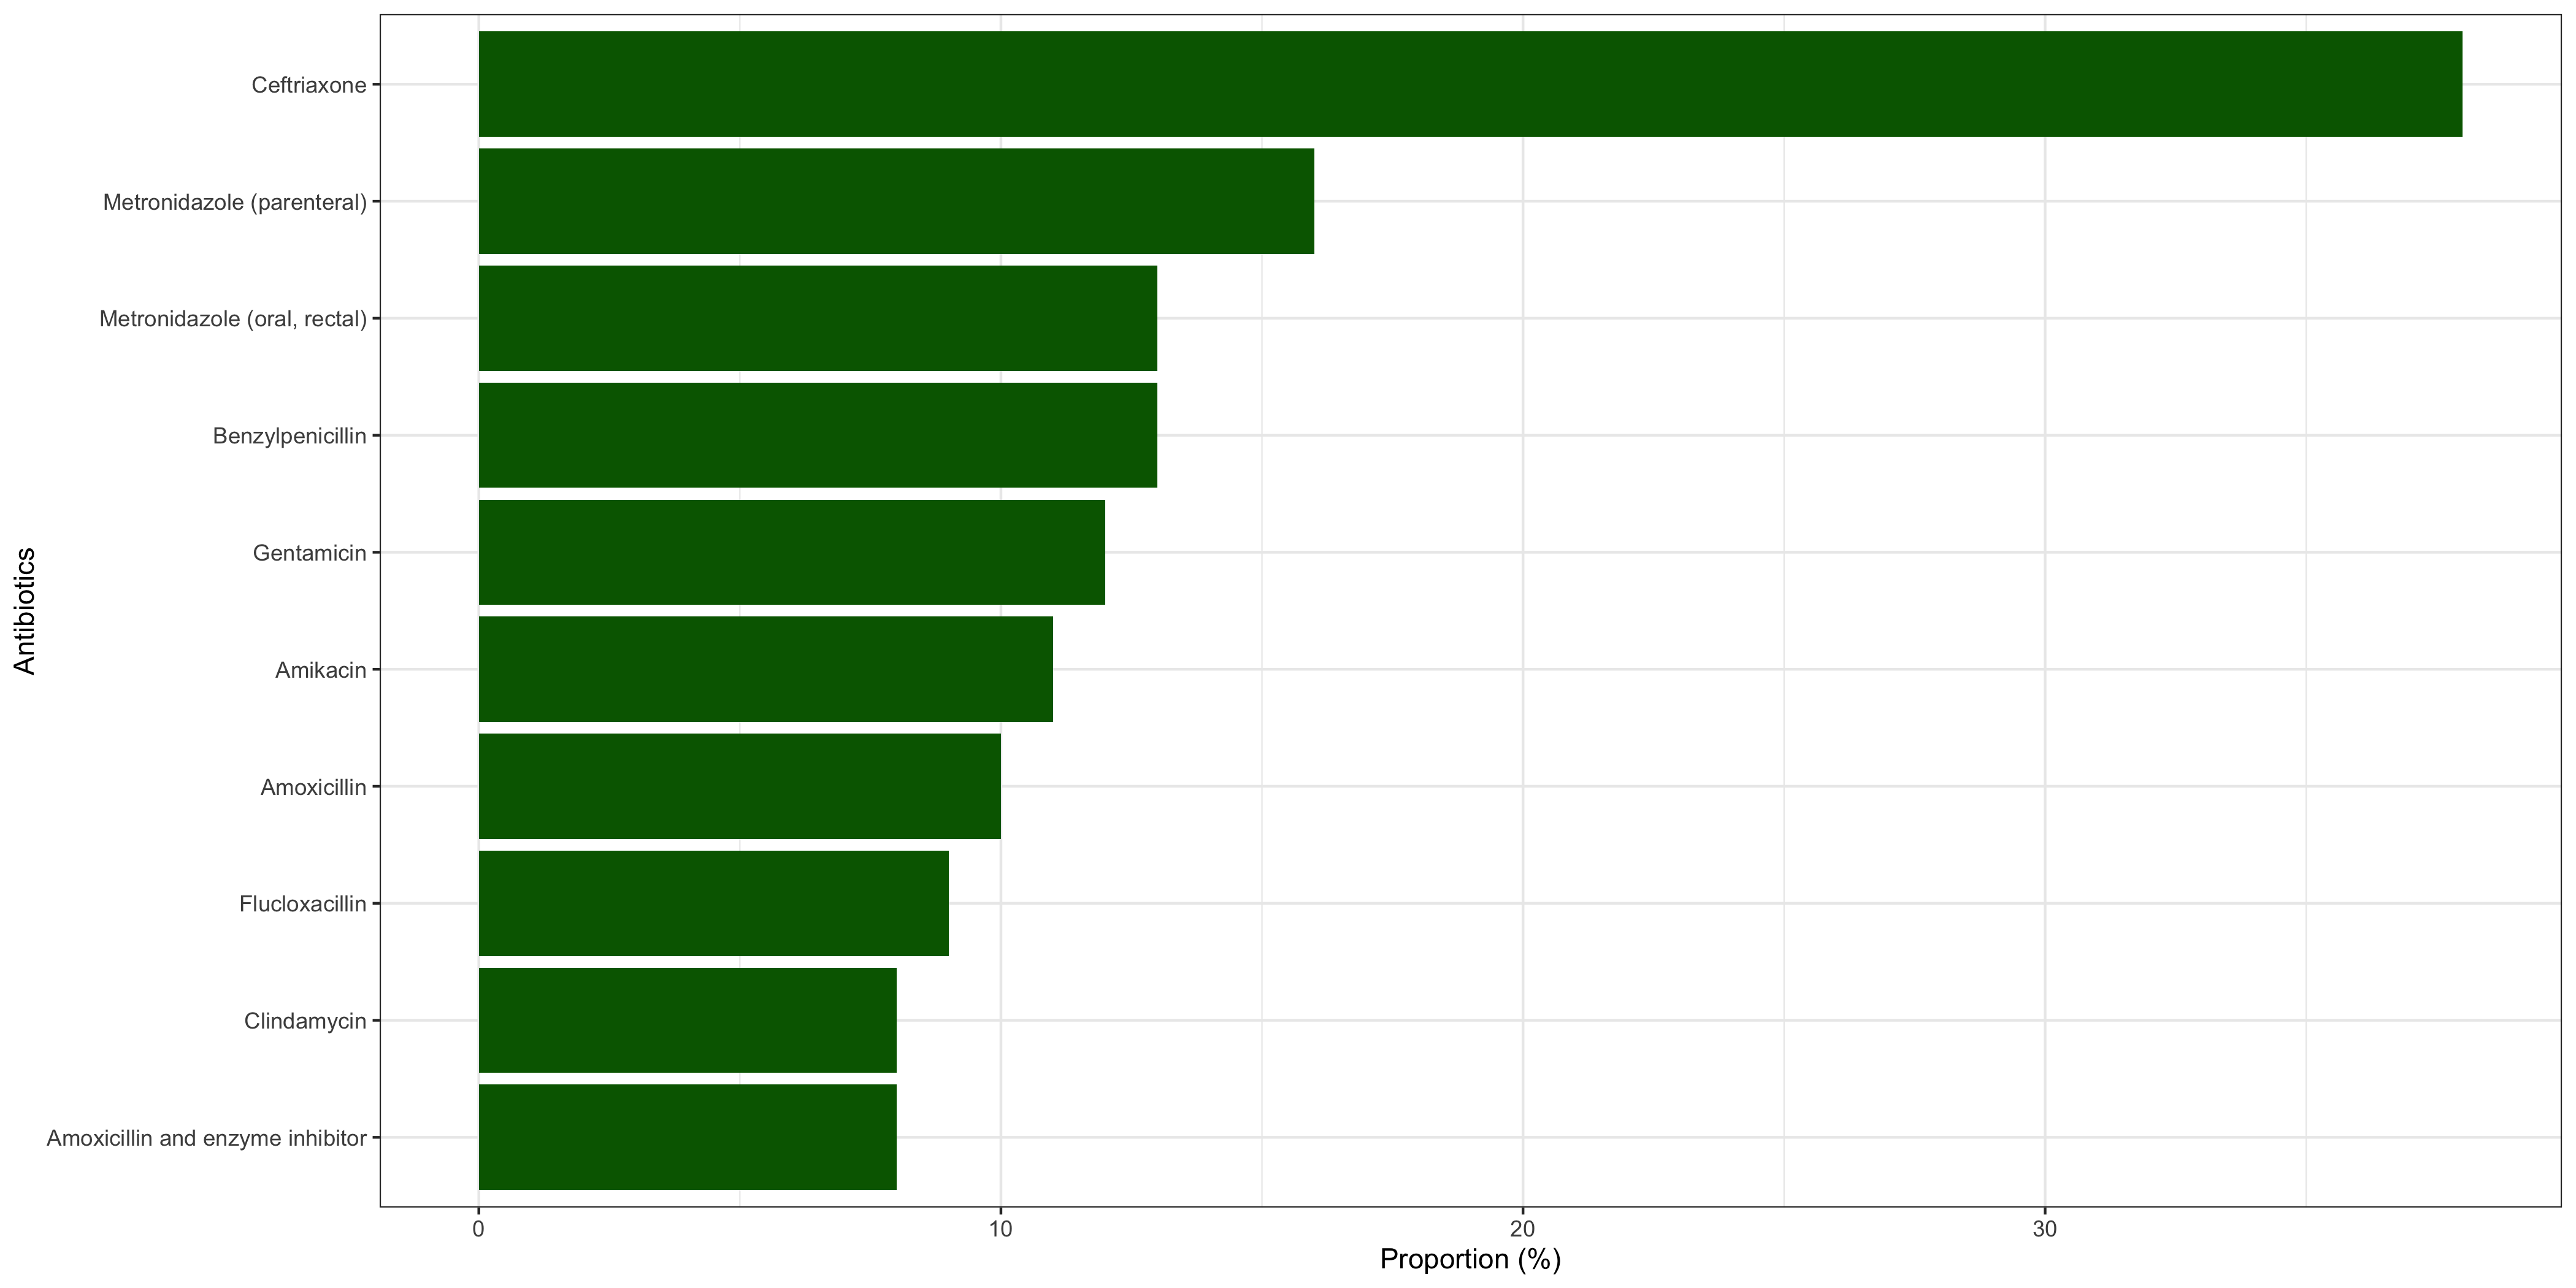 Antibiotics
Ceftriaxone
Metronidazole (parenteral)
Metronidazole (oral, rectal)
Benzylpenicillin
Gentamicin
Amikacin
Amoxicillin
Flucloxacillin
Clindamycin
Amoxicillin and enzyme inhibitor
0 10 20 30
Proportion (%)